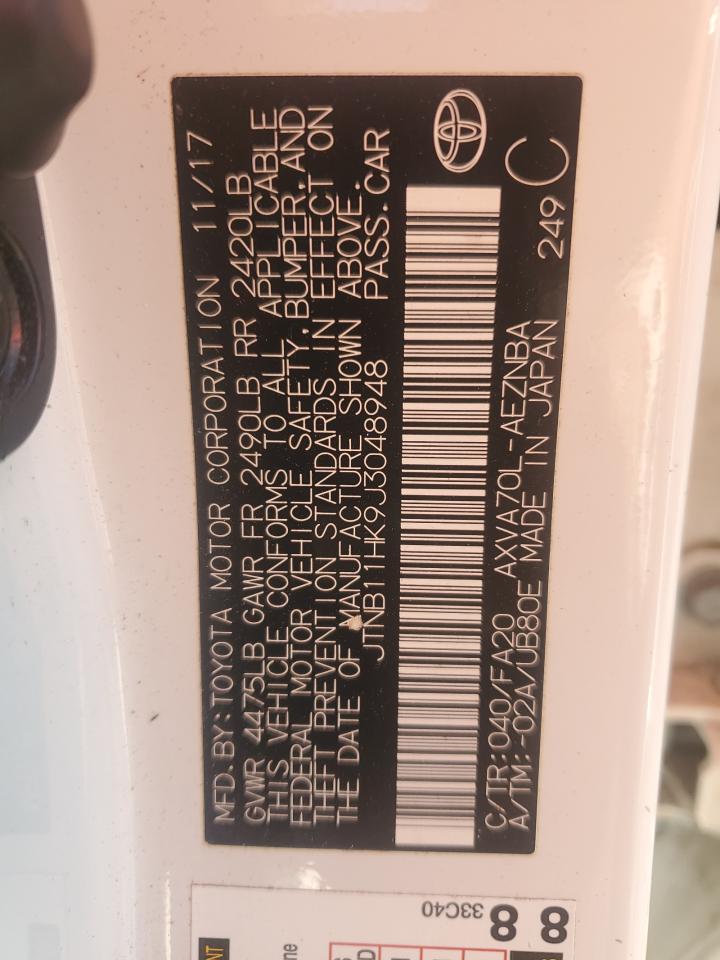 MFD.BY:TOYOTA MOTOR CORPORATION 11/17
GVWR 4475LB GAWR FR 2490LB RR 2420LB
THIS VEHICLE CONFORMS TO ALL APPLICABLE
FEDERAL MOTOR VEHICLE SAFETY,BUMPER,AND
THEFT PREVENTION STANDARDS IN EFFECT ON
THE DATE OF MANUFACTURE SHOWN ABOVE.
JTNB11HK9J3048948 PASS.CAR
C/TR:040/FA20 AXVA70L-AEZNBA
A/TM:-02A/UB80E MADE IN JAPAN 249 C
33C40
8 8